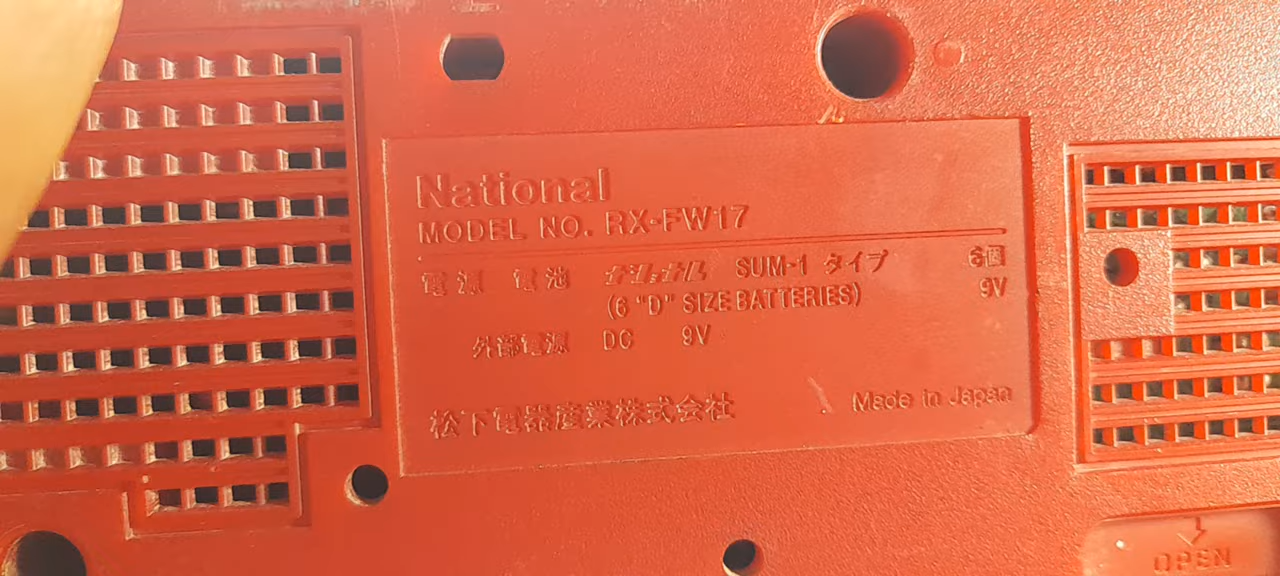 National
MODEL NO. RX-FW17
電源 電池 ナショナル SUM-1 タイプ 6個
(6 "D" SIZE BATTERIES) 9V
外部電源 DC 9V
松下電器産業株式会社 Made in Japan
OPEN